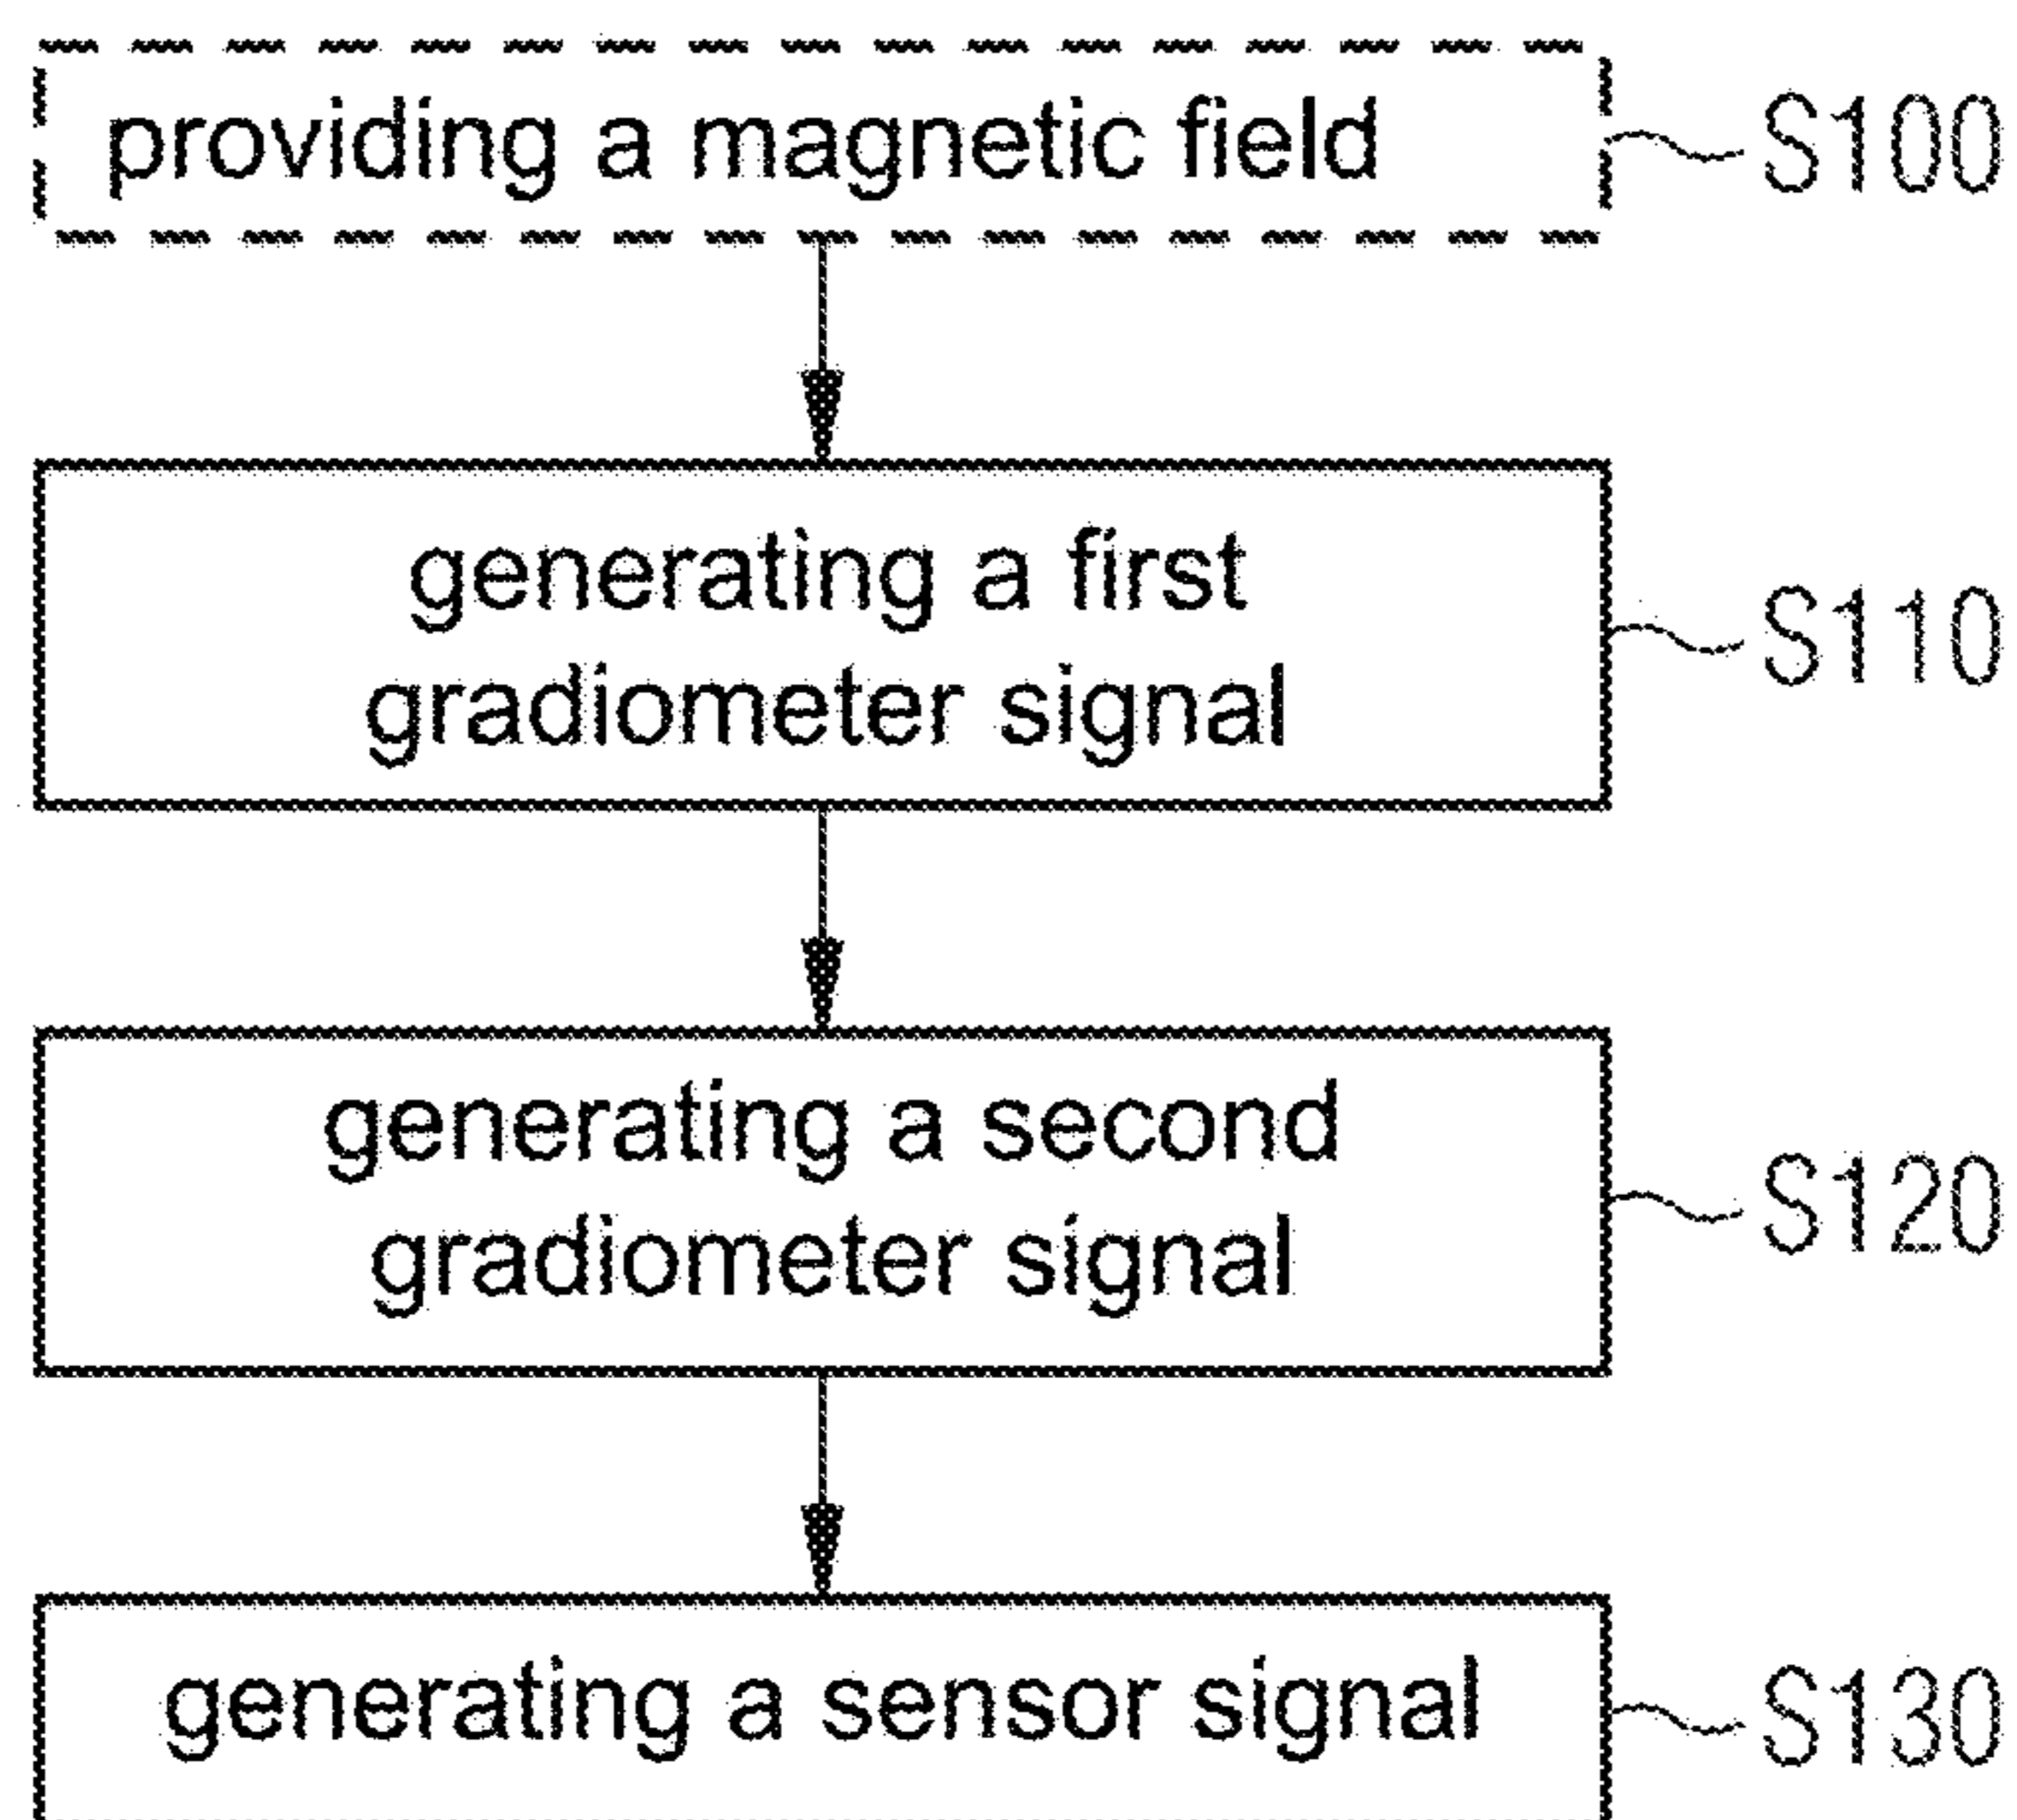 providing a magnetic field
S100
generating a first
gradiometer signal
S110
generating a second
gradiometer signal
S120
generating a sensor signal
S130